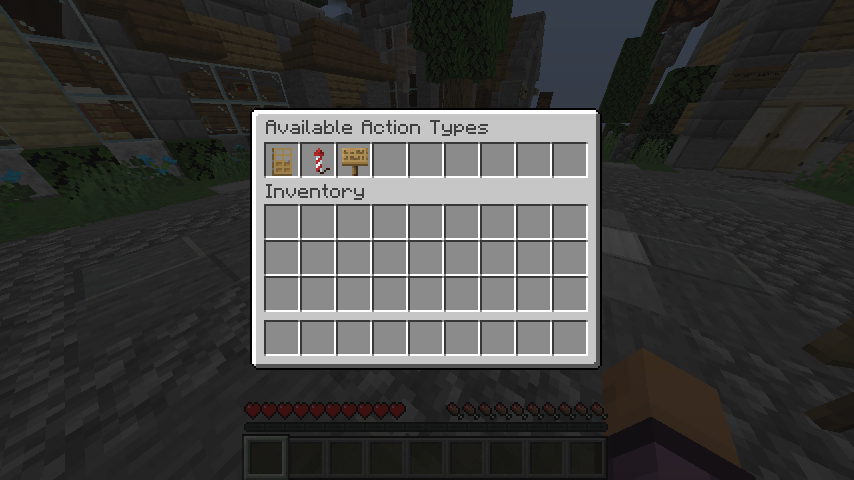 Available Action Types
Inventory